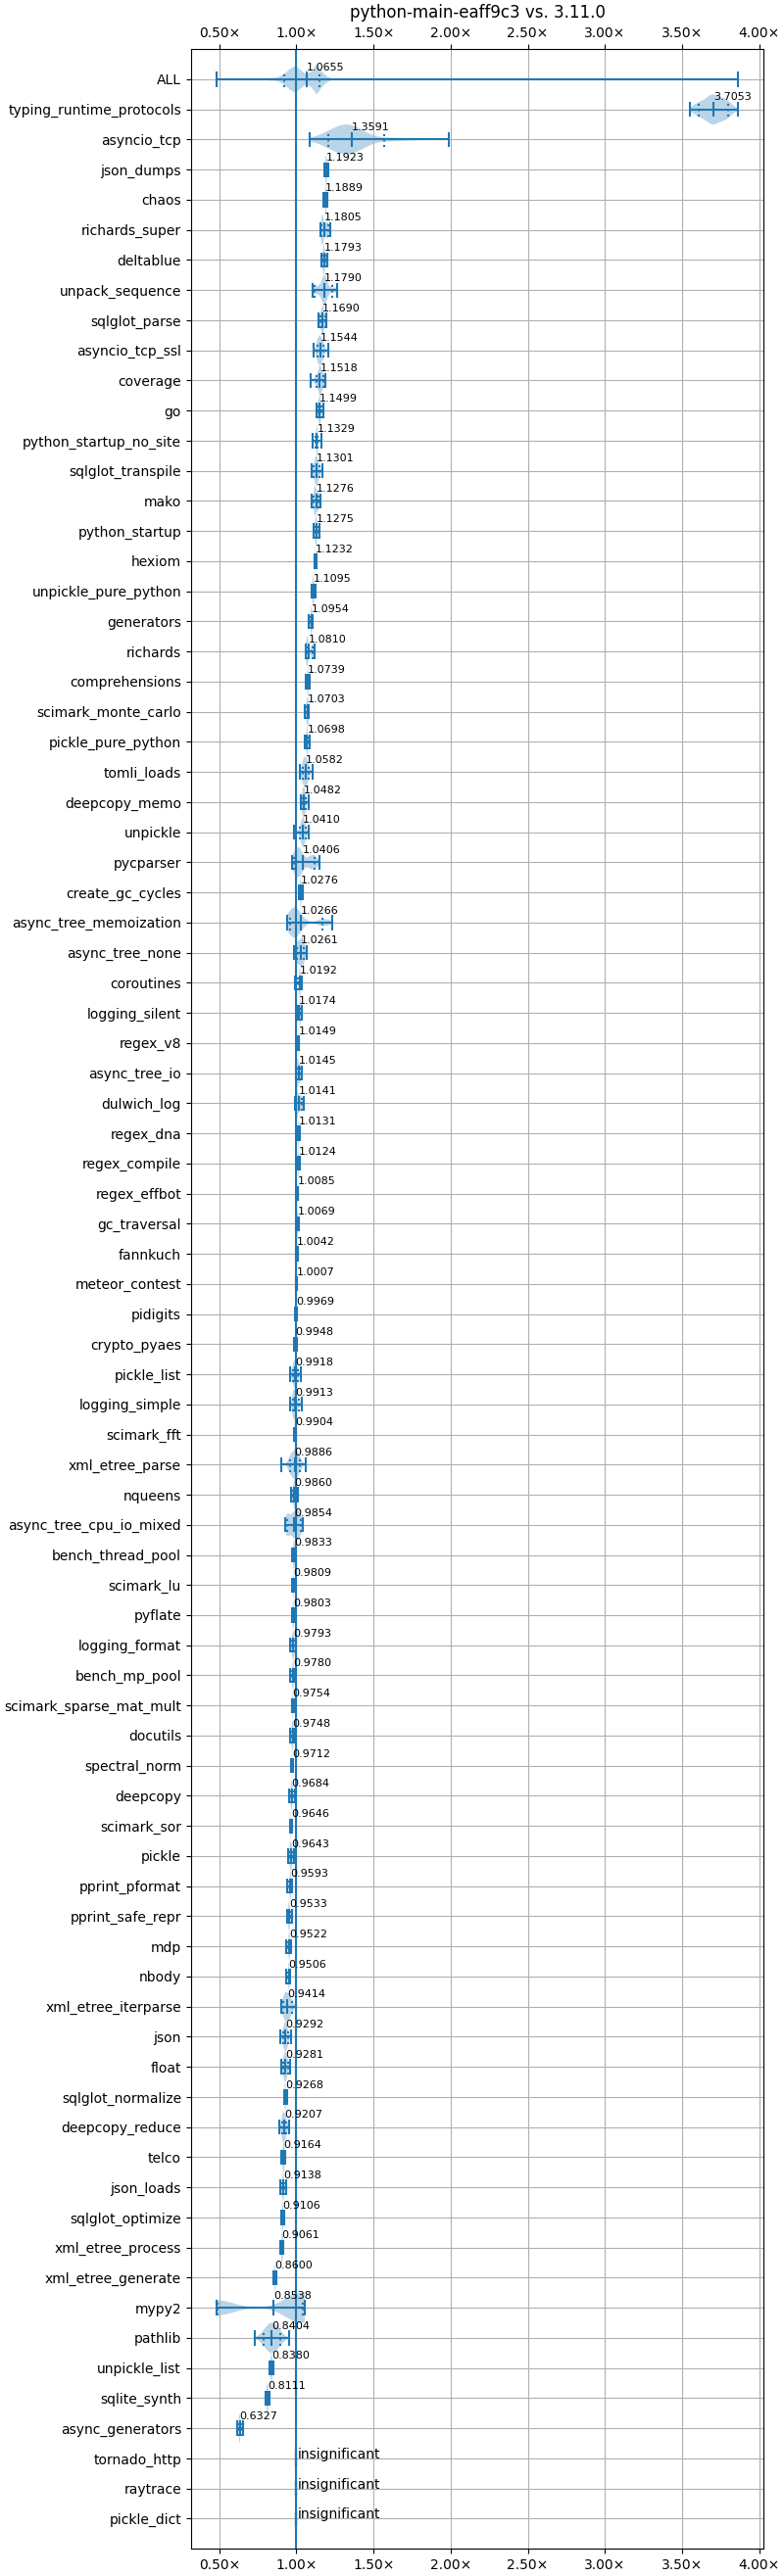 python-main-eaff9c3 vs. 3.11.0
0.50× 1.00× 1.50× 2.00× 2.50× 3.00× 3.50× 4.00×
ALL 1.0655
typing_runtime_protocols 3.7053
asyncio_tcp 1.3591
json_dumps 1.1923
chaos 1.1889
richards_super 1.1805
deltablue 1.1793
unpack_sequence 1.1790
sqlglot_parse 1.1690
asyncio_tcp_ssl 1.1544
coverage 1.1518
go 1.1499
python_startup_no_site 1.1329
sqlglot_transpile 1.1301
mako 1.1276
python_startup 1.1275
hexiom 1.1232
unpickle_pure_python 1.1095
generators 1.0954
richards 1.0810
comprehensions 1.0739
scimark_monte_carlo 1.0703
pickle_pure_python 1.0698
tomli_loads 1.0582
deepcopy_memo 1.0482
unpickle 1.0410
pycparser 1.0406
create_gc_cycles 1.0276
async_tree_memoization 1.0266
async_tree_none 1.0261
coroutines 1.0192
logging_silent 1.0174
regex_v8 1.0149
async_tree_io 1.0145
dulwich_log 1.0141
regex_dna 1.0131
regex_compile 1.0124
regex_effbot 1.0085
gc_traversal 1.0069
fannkuch 1.0042
meteor_contest 1.0007
pidigits 0.9969
crypto_pyaes 0.9948
pickle_list 0.9918
logging_simple 0.9913
scimark_fft 0.9904
xml_etree_parse 0.9886
nqueens 0.9860
async_tree_cpu_io_mixed 0.9854
bench_thread_pool 0.9833
scimark_lu 0.9809
pyflate 0.9803
logging_format 0.9793
bench_mp_pool 0.9780
scimark_sparse_mat_mult 0.9754
docutils 0.9748
spectral_norm 0.9712
deepcopy 0.9684
scimark_sor 0.9646
pickle 0.9643
pprint_pformat 0.9593
pprint_safe_repr 0.9533
mdp 0.9522
nbody 0.9506
xml_etree_iterparse 0.9414
json 0.9292
float 0.9281
sqlglot_normalize 0.9268
deepcopy_reduce 0.9207
telco 0.9164
json_loads 0.9138
sqlglot_optimize 0.9106
xml_etree_process 0.9061
xml_etree_generate 0.8600
mypy2 0.8538
pathlib 0.8404
unpickle_list 0.8380
sqlite_synth 0.8111
async_generators 0.6327
tornado_http insignificant
raytrace insignificant
pickle_dict insignificant
0.50× 1.00× 1.50× 2.00× 2.50× 3.00× 3.50× 4.00×